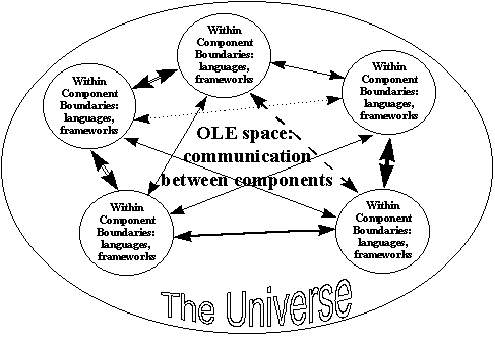 Within
Component
Boundaries:
languages,
frameworks
Within
Component
Boundaries:
languages,
frameworks
Within
Component
Boundaries:
languages,
frameworks
OLE space:
communication
between components
Within
Component
Boundaries:
languages,
frameworks
Within
Component
Boundaries:
languages,
frameworks
The Universe